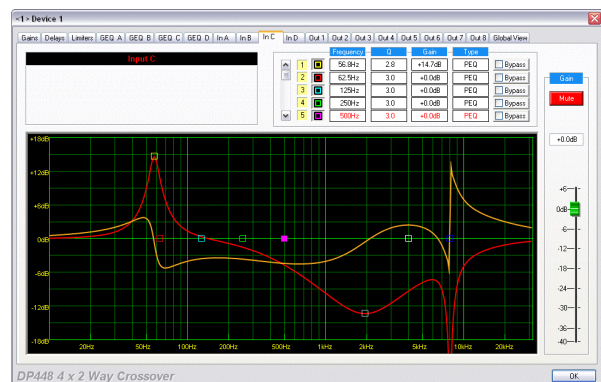 <1> Device 1
Gains Delays Limiters GEQ A GEQ B GEQ C GEQ D In A In B In C In D Out 1 Out 2 Out 3 Out 4 Out 5 Out 6 Out 7 Out 8 Global View
Input C
Frequency Q Gain Type
1 56.8Hz 2.8 +14.7dB PEQ Bypass
2 62.5Hz 3.0 +0.0dB PEQ Bypass
3 125Hz 3.0 +0.0dB PEQ Bypass
4 250Hz 3.0 +0.0dB PEQ Bypass
5 500Hz 3.0 +0.0dB PEQ Bypass
Gain
Mute
+0.0dB
+18dB
+12dB
+6dB
0dB
-6dB
-12dB
-18dB
20Hz 50Hz 100Hz 200Hz 500Hz 1kHz 2kHz 5kHz 10kHz 20kHz
+6
0dB
-6
-12
-18
-24
-30
-36
-40
DP448 4 x 2 Way Crossover
OK